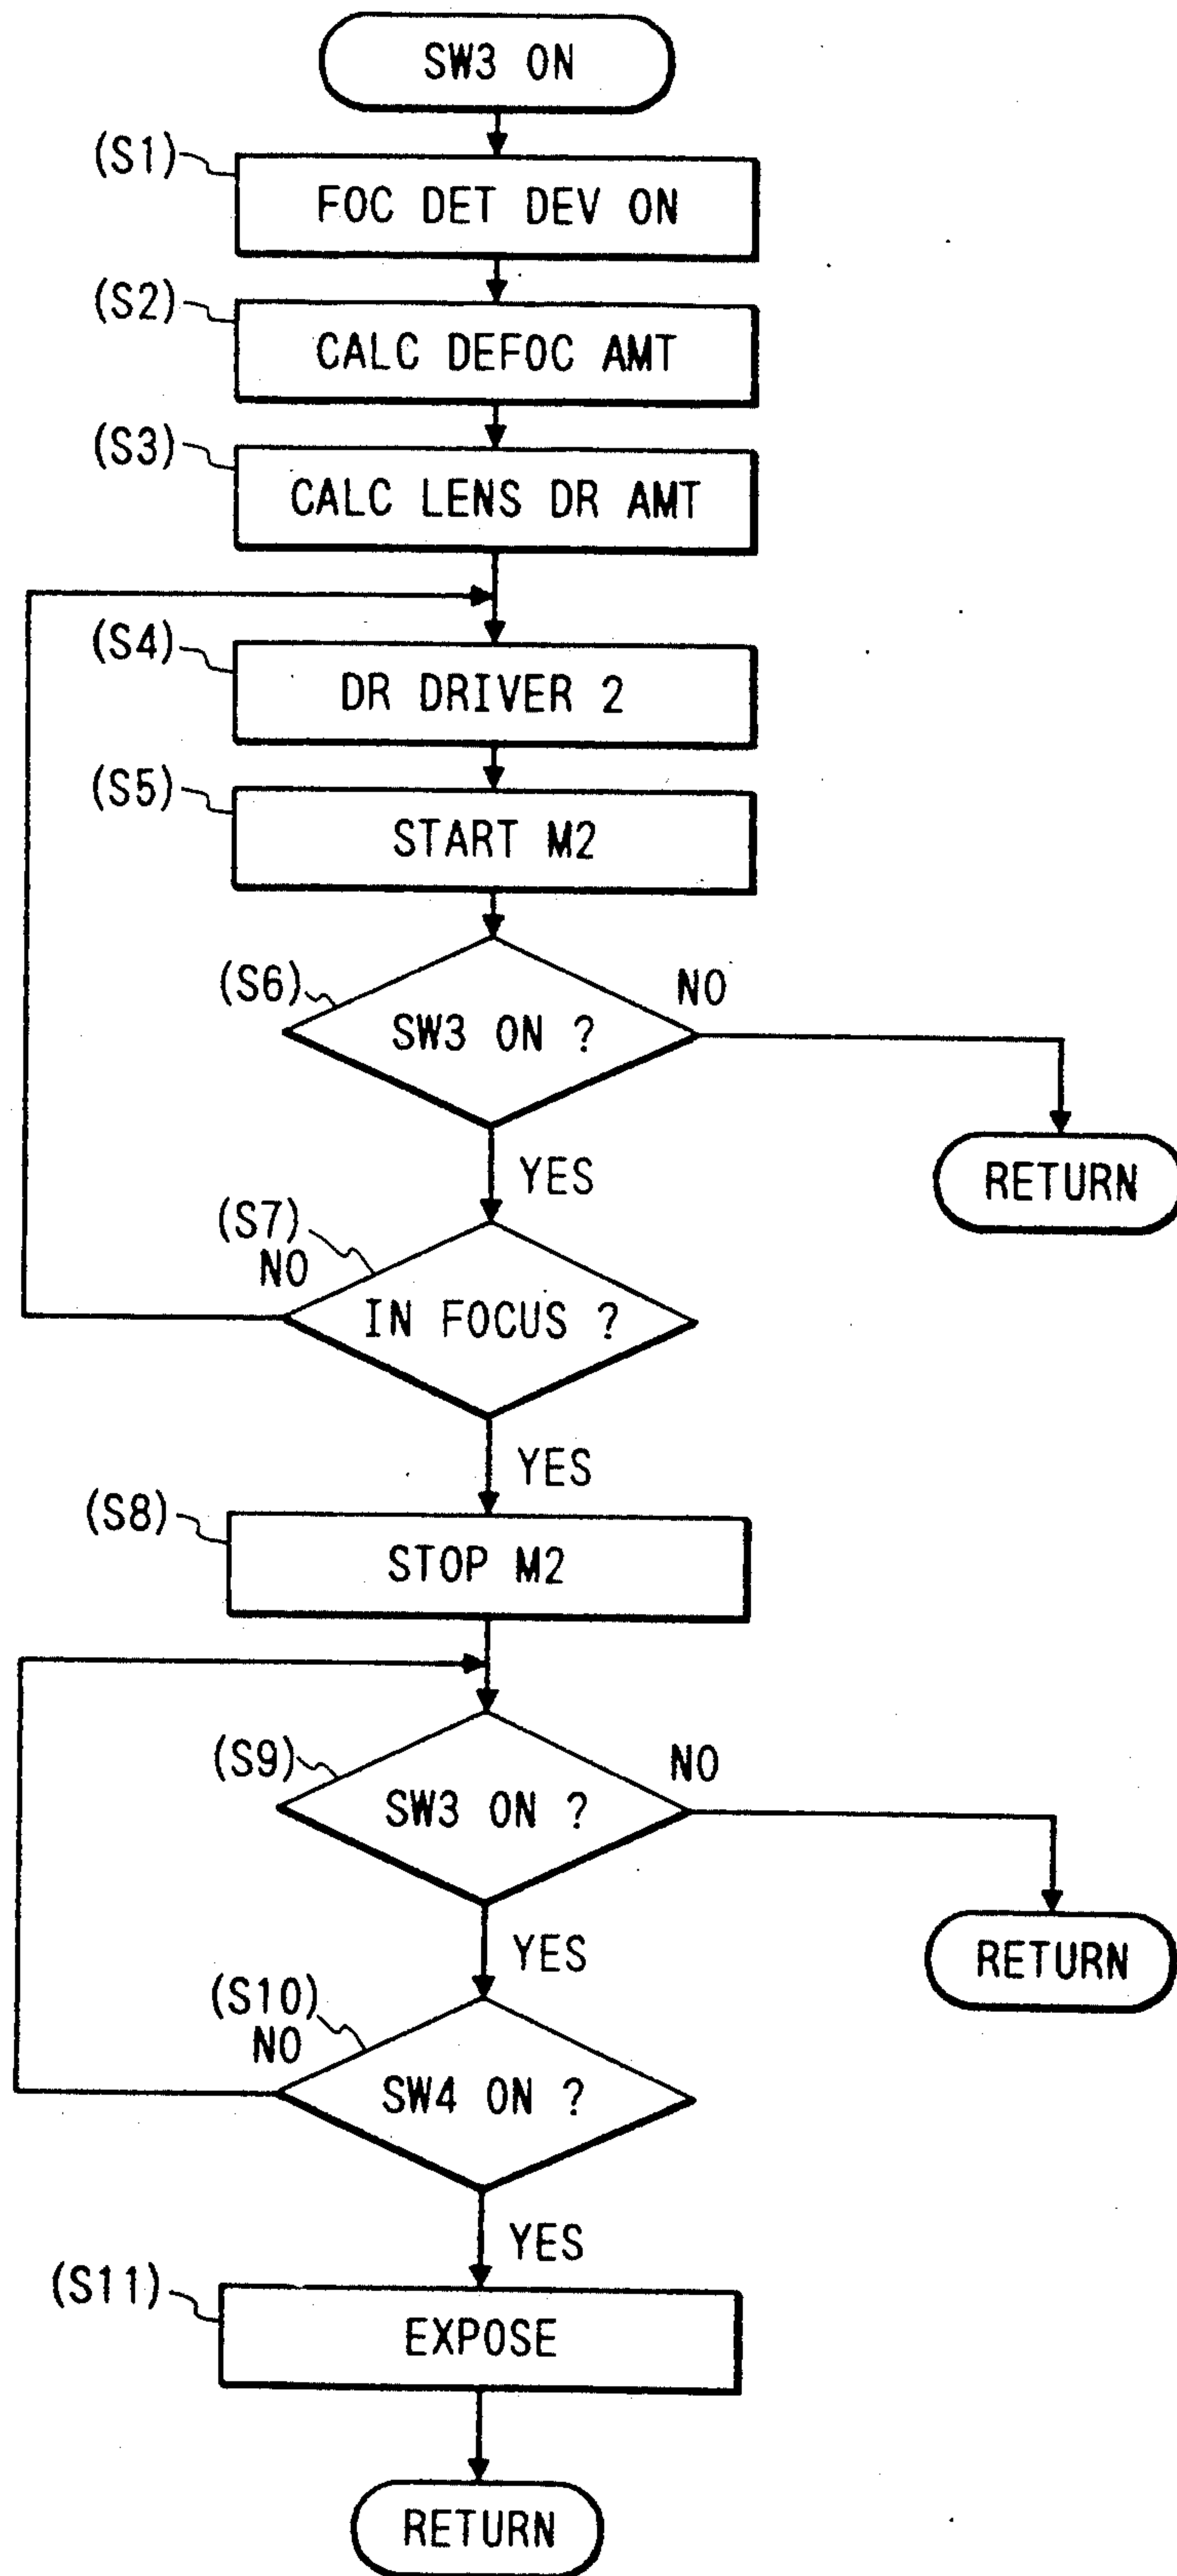 SW3 ON
(S1)
FOC DET DEV ON
(S2)
CALC DEFOC AMT
(S3)
CALC LENS DR AMT
(S4)
DR DRIVER 2
(S5)
START M2
(S6)
SW3 ON ?
NO
RETURN
YES
(S7)
NO
IN FOCUS ?
YES
(S8)
STOP M2
(S9)
SW3 ON ?
NO
RETURN
YES
(S10)
NO
SW4 ON ?
YES
(S11)
EXPOSE
RETURN